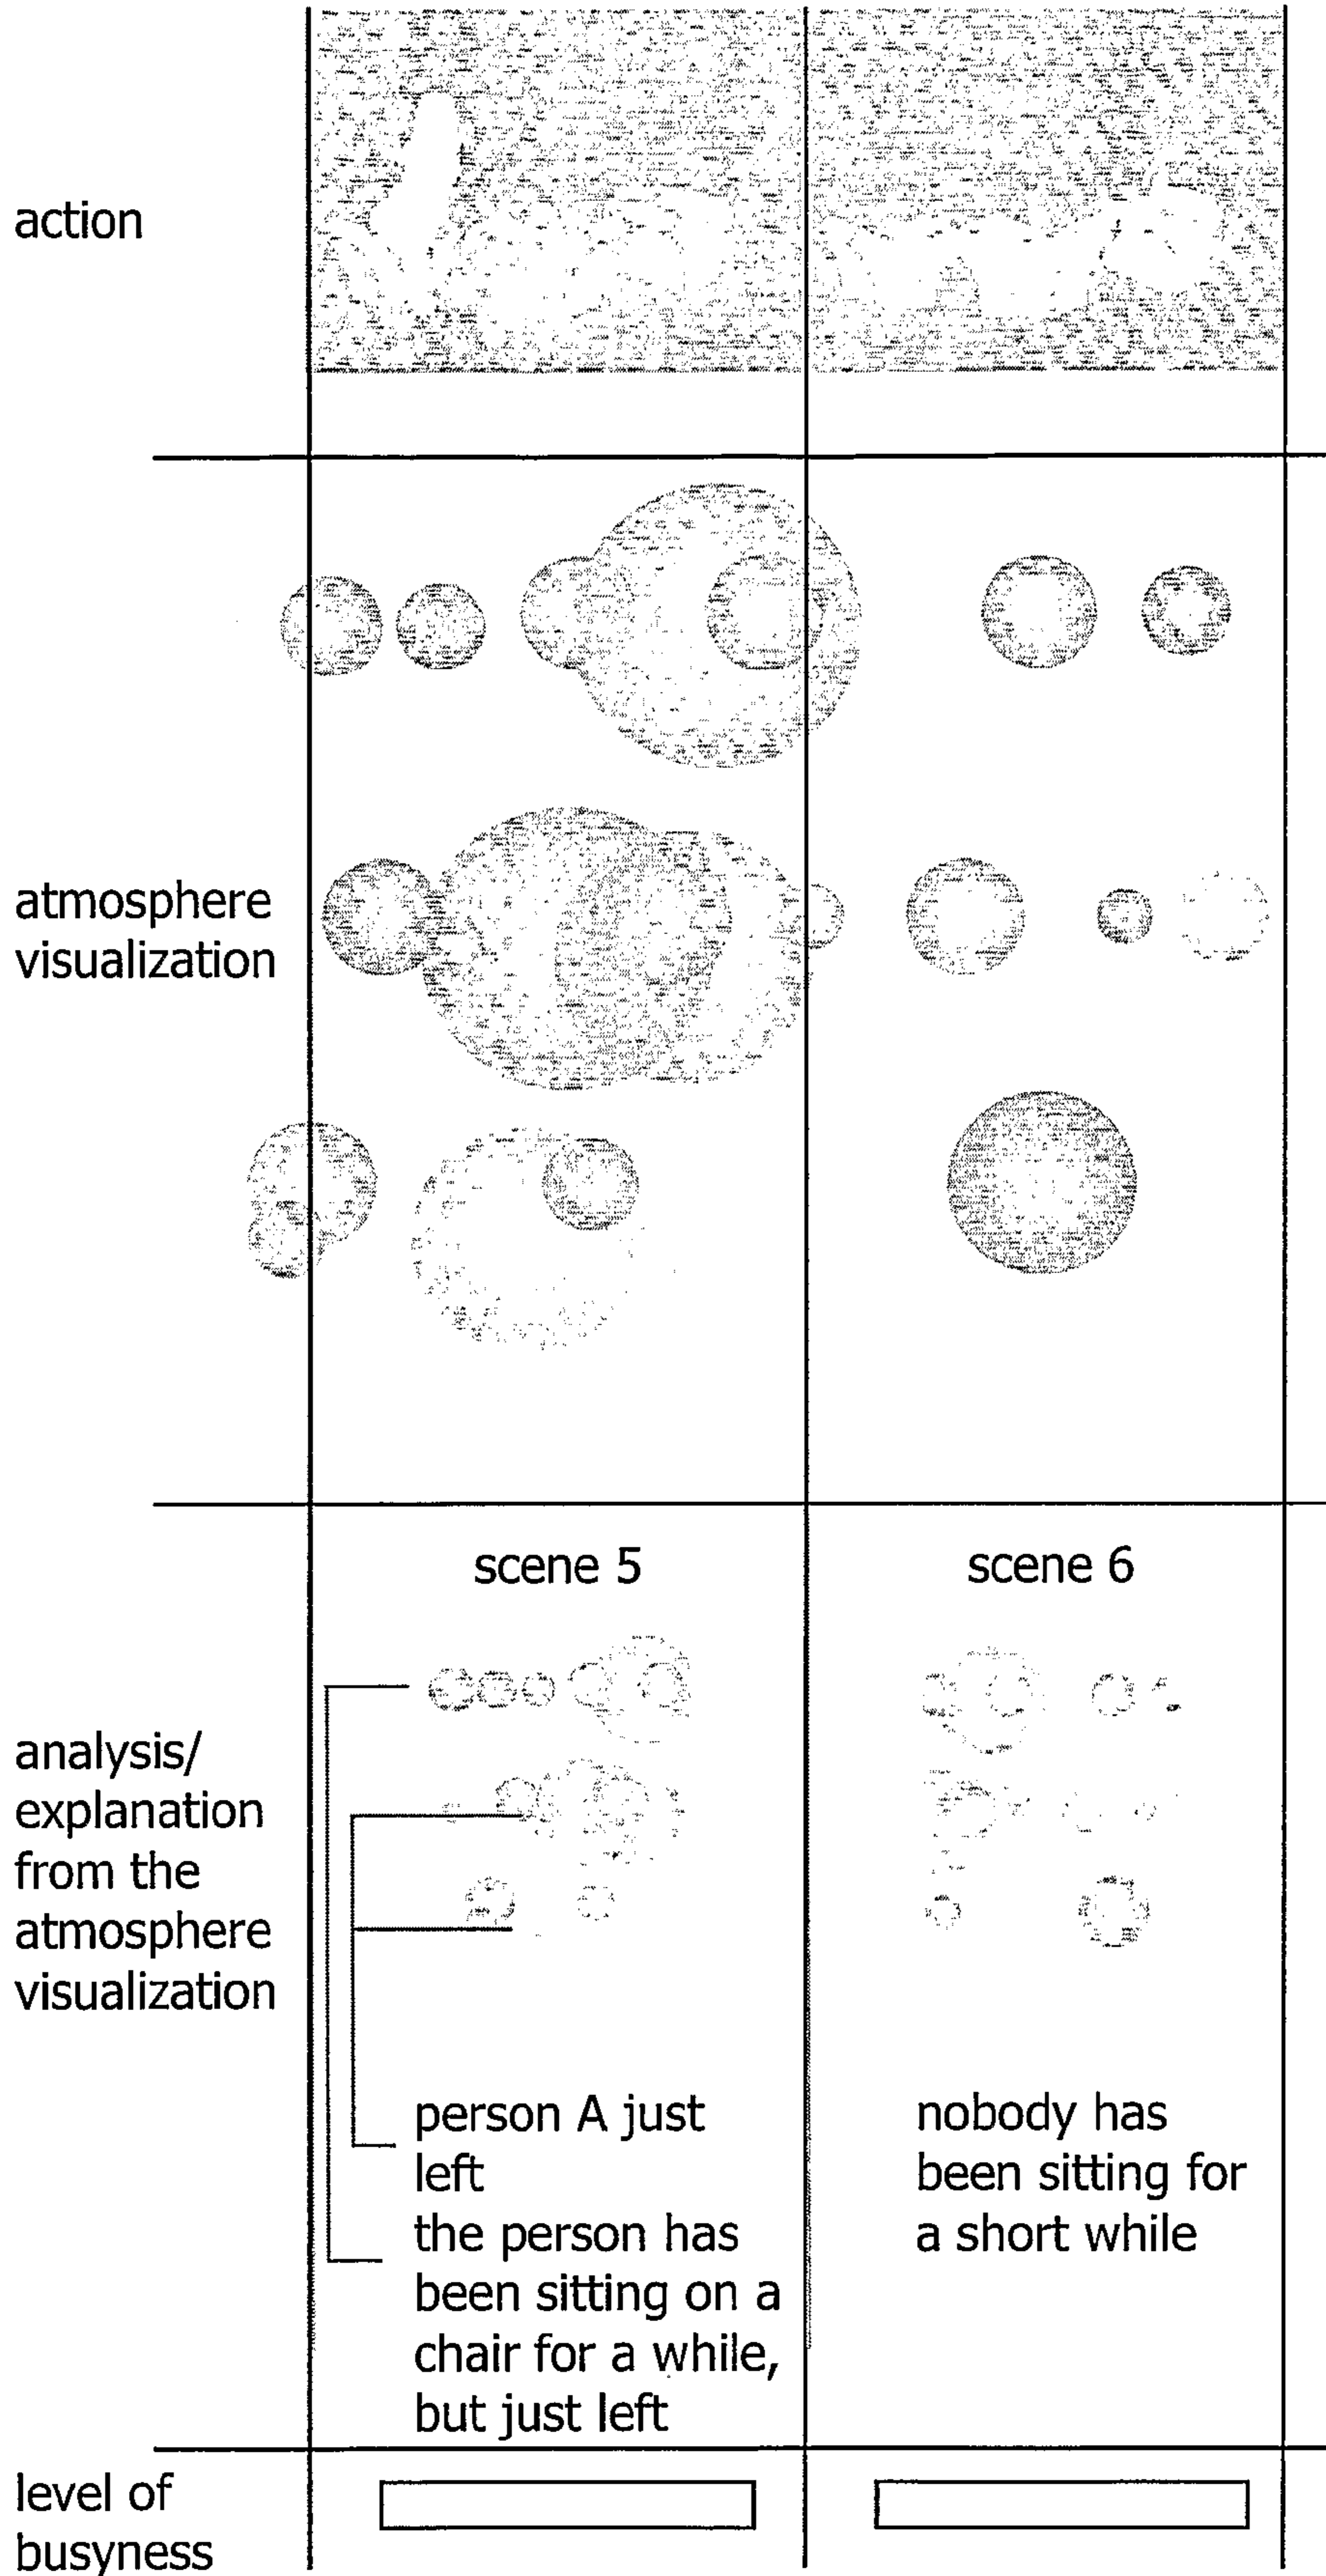 action
atmosphere
visualization
scene 5
scene 6
analysis/
explanation
from the
atmosphere
visualization
person A just
left
the person has
been sitting on a
chair for a while,
but just left
nobody has
been sitting for
a short while
level of
busyness